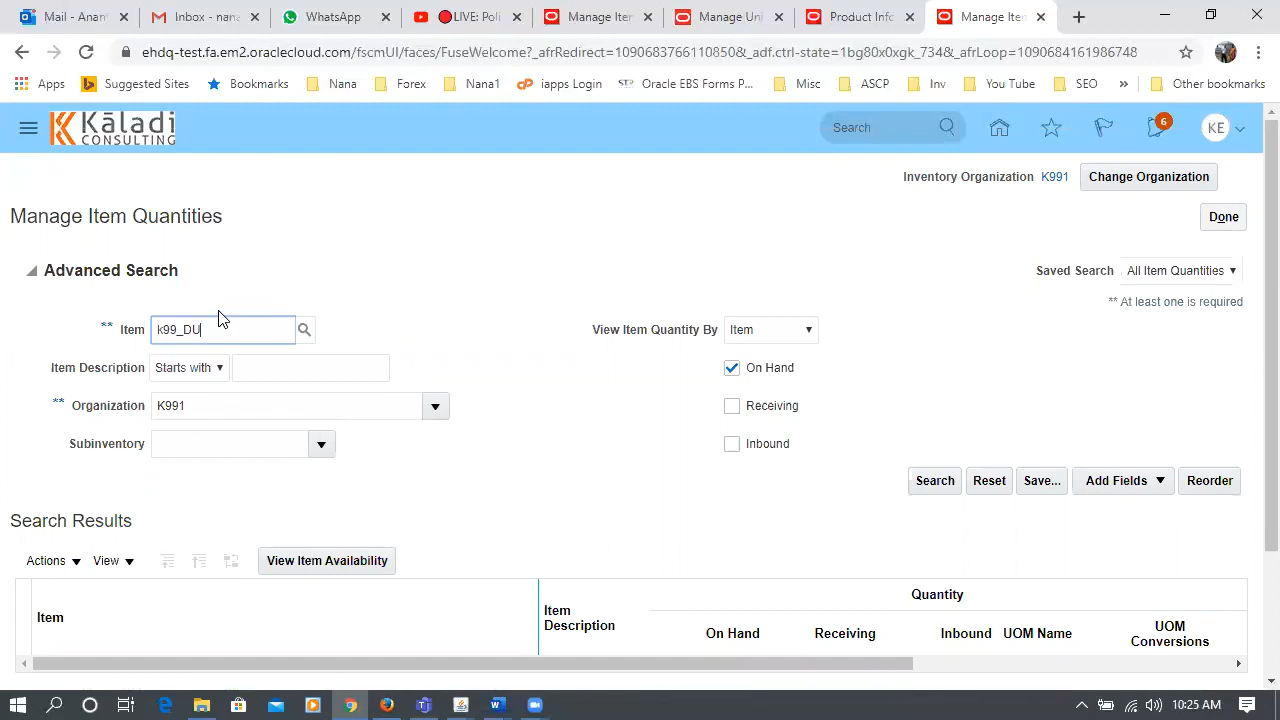 Mail - Anant
Inbox - nana
WhatsApp
LIVE: Poli
Manage Iter
Manage Uni
Product Info
Manage Iten
ehdq-test.fa.em2.oraclecloud.com/fscmUI/faces/FuseWelcome?_afrRedirect=10906837661108508&_adf.ctrl-state=1bg80x0xgk_734&_afrLoop=1090684161986748
Apps
Suggested Sites
Bookmarks
Nana
Forex
Nana1
iapps Login
Oracle EBS Forms P...
Misc
ASCP
Inv
You Tube
SEO
»
Other bookmarks
Kāladi
CONSULTING
Search
6
KE
Inventory Organization K991 Change Organization
Manage Item Quantities
Done
Advanced Search
Saved Search All Item Quantities
** At least one is required
** Item k99_DU
View Item Quantity By Item
Item Description Starts with
On Hand
** Organization K991
Receiving
Subinventory
Inbound
Search Reset Save... Add Fields Reorder
Search Results
Actions View View Item Availability
Item
Item
Description
Quantity
On Hand Receiving Inbound UOM Name
UOM
Conversions
10:25 AM